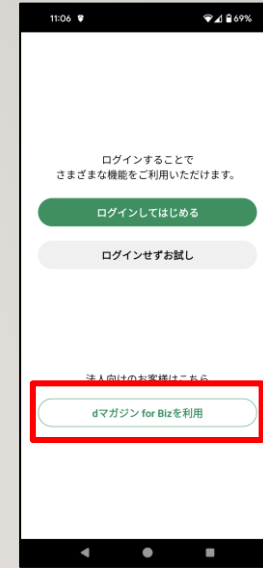 11:06
69%
ログインすることで
さまざまな機能をご利用いただけます。
ログインしてはじめる
ログインせずお試し
法人向けのお客様はこちら
dマガジン for Bizを利用